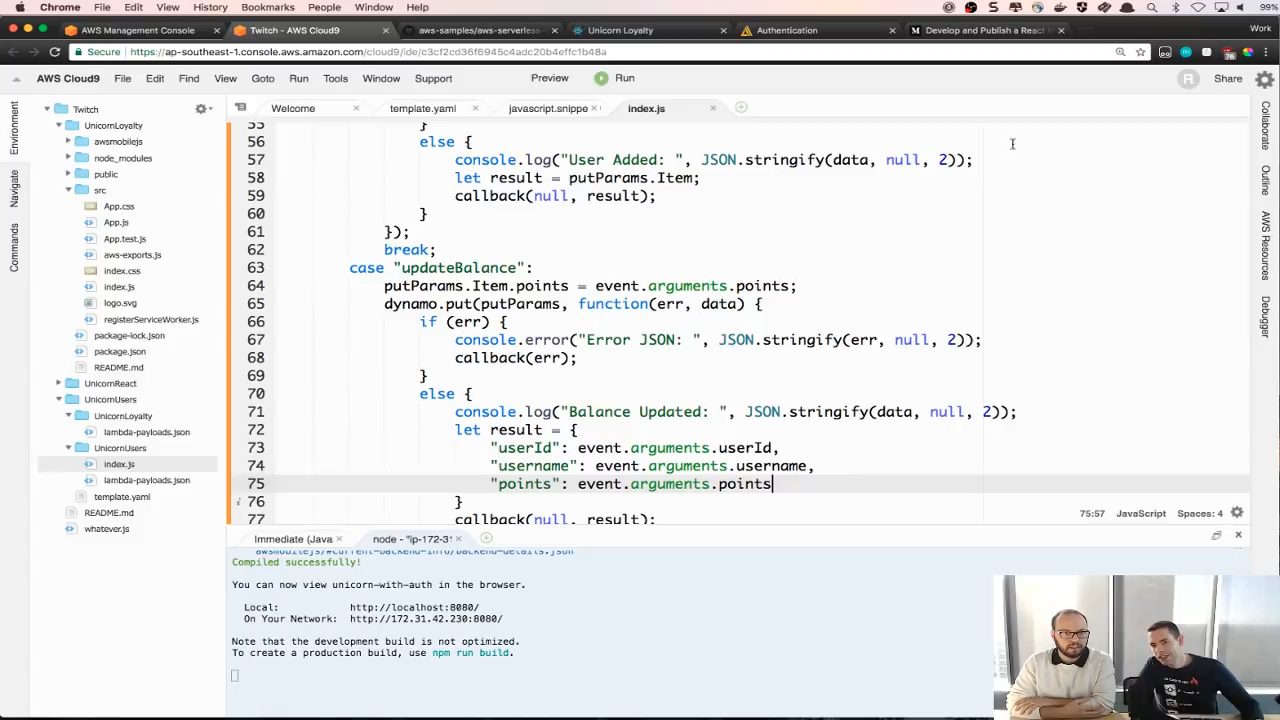 Chrome File Edit View History Bookmarks People Window Help 99%
AWS Management Console Twitch - AWS Cloud9 aws-samples/aws-serverless- Unicorn Loyalty Authentication Develop and Publish a React Work
Secure https://ap-southeast-1.console.aws.amazon.com/cloud9/ide/c3cf2cd36f6945c4adc20b4effc1b48a
AWS Cloud9 File Edit Find View Goto Run Tools Window Support Preview Run Share
Welcome template.yaml javascript.snippe index.js
Environment
Navigate
Commands
Twitch
UnicornLoyalty
awsmobilejs
node_modules
public
src
App.css
App.js
App.test.js
aws-exports.js
index.css
index.js
logo.svg
registerServiceWorker.js
package-lock.json
package.json
README.md
UnicornReact
UnicornUsers
UnicornLoyalty
lambda-payloads.json
UnicornUsers
index.js
lambda-payloads.json
template.yaml
README.md
whatever.js
55 }
56 else {
57 console.log("User Added: ", JSON.stringify(data, null, 2));
58 let result = putParams.Item;
59 callback(null, result);
60 }
61 });
62 break;
63 case "updateBalance":
64 putParams.Item.points = event.arguments.points;
65 dynamo.put(putParams, function(err, data) {
66 if (err) {
67 console.error("Error JSON: ", JSON.stringify(err, null, 2));
68 callback(err);
69 }
70 else {
71 console.log("Balance Updated: ", JSON.stringify(data, null, 2));
72 let result = {
73 "userId": event.arguments.userId,
74 "username": event.arguments.username,
75 "points": event.arguments.points
76 }
77 callback(null, result);
75:57 JavaScript Spaces: 4
Collaborate
Outline
AWS Resources
Debugger
Immediate (Java node - "ip-172-31
awsmobilejs/#current-backend-info/backend-details.json
Compiled successfully!
You can now view unicorn-with-auth in the browser.
Local: http://localhost:8080/
On Your Network: http://172.31.42.230:8080/
Note that the development build is not optimized.
To create a production build, use npm run build.